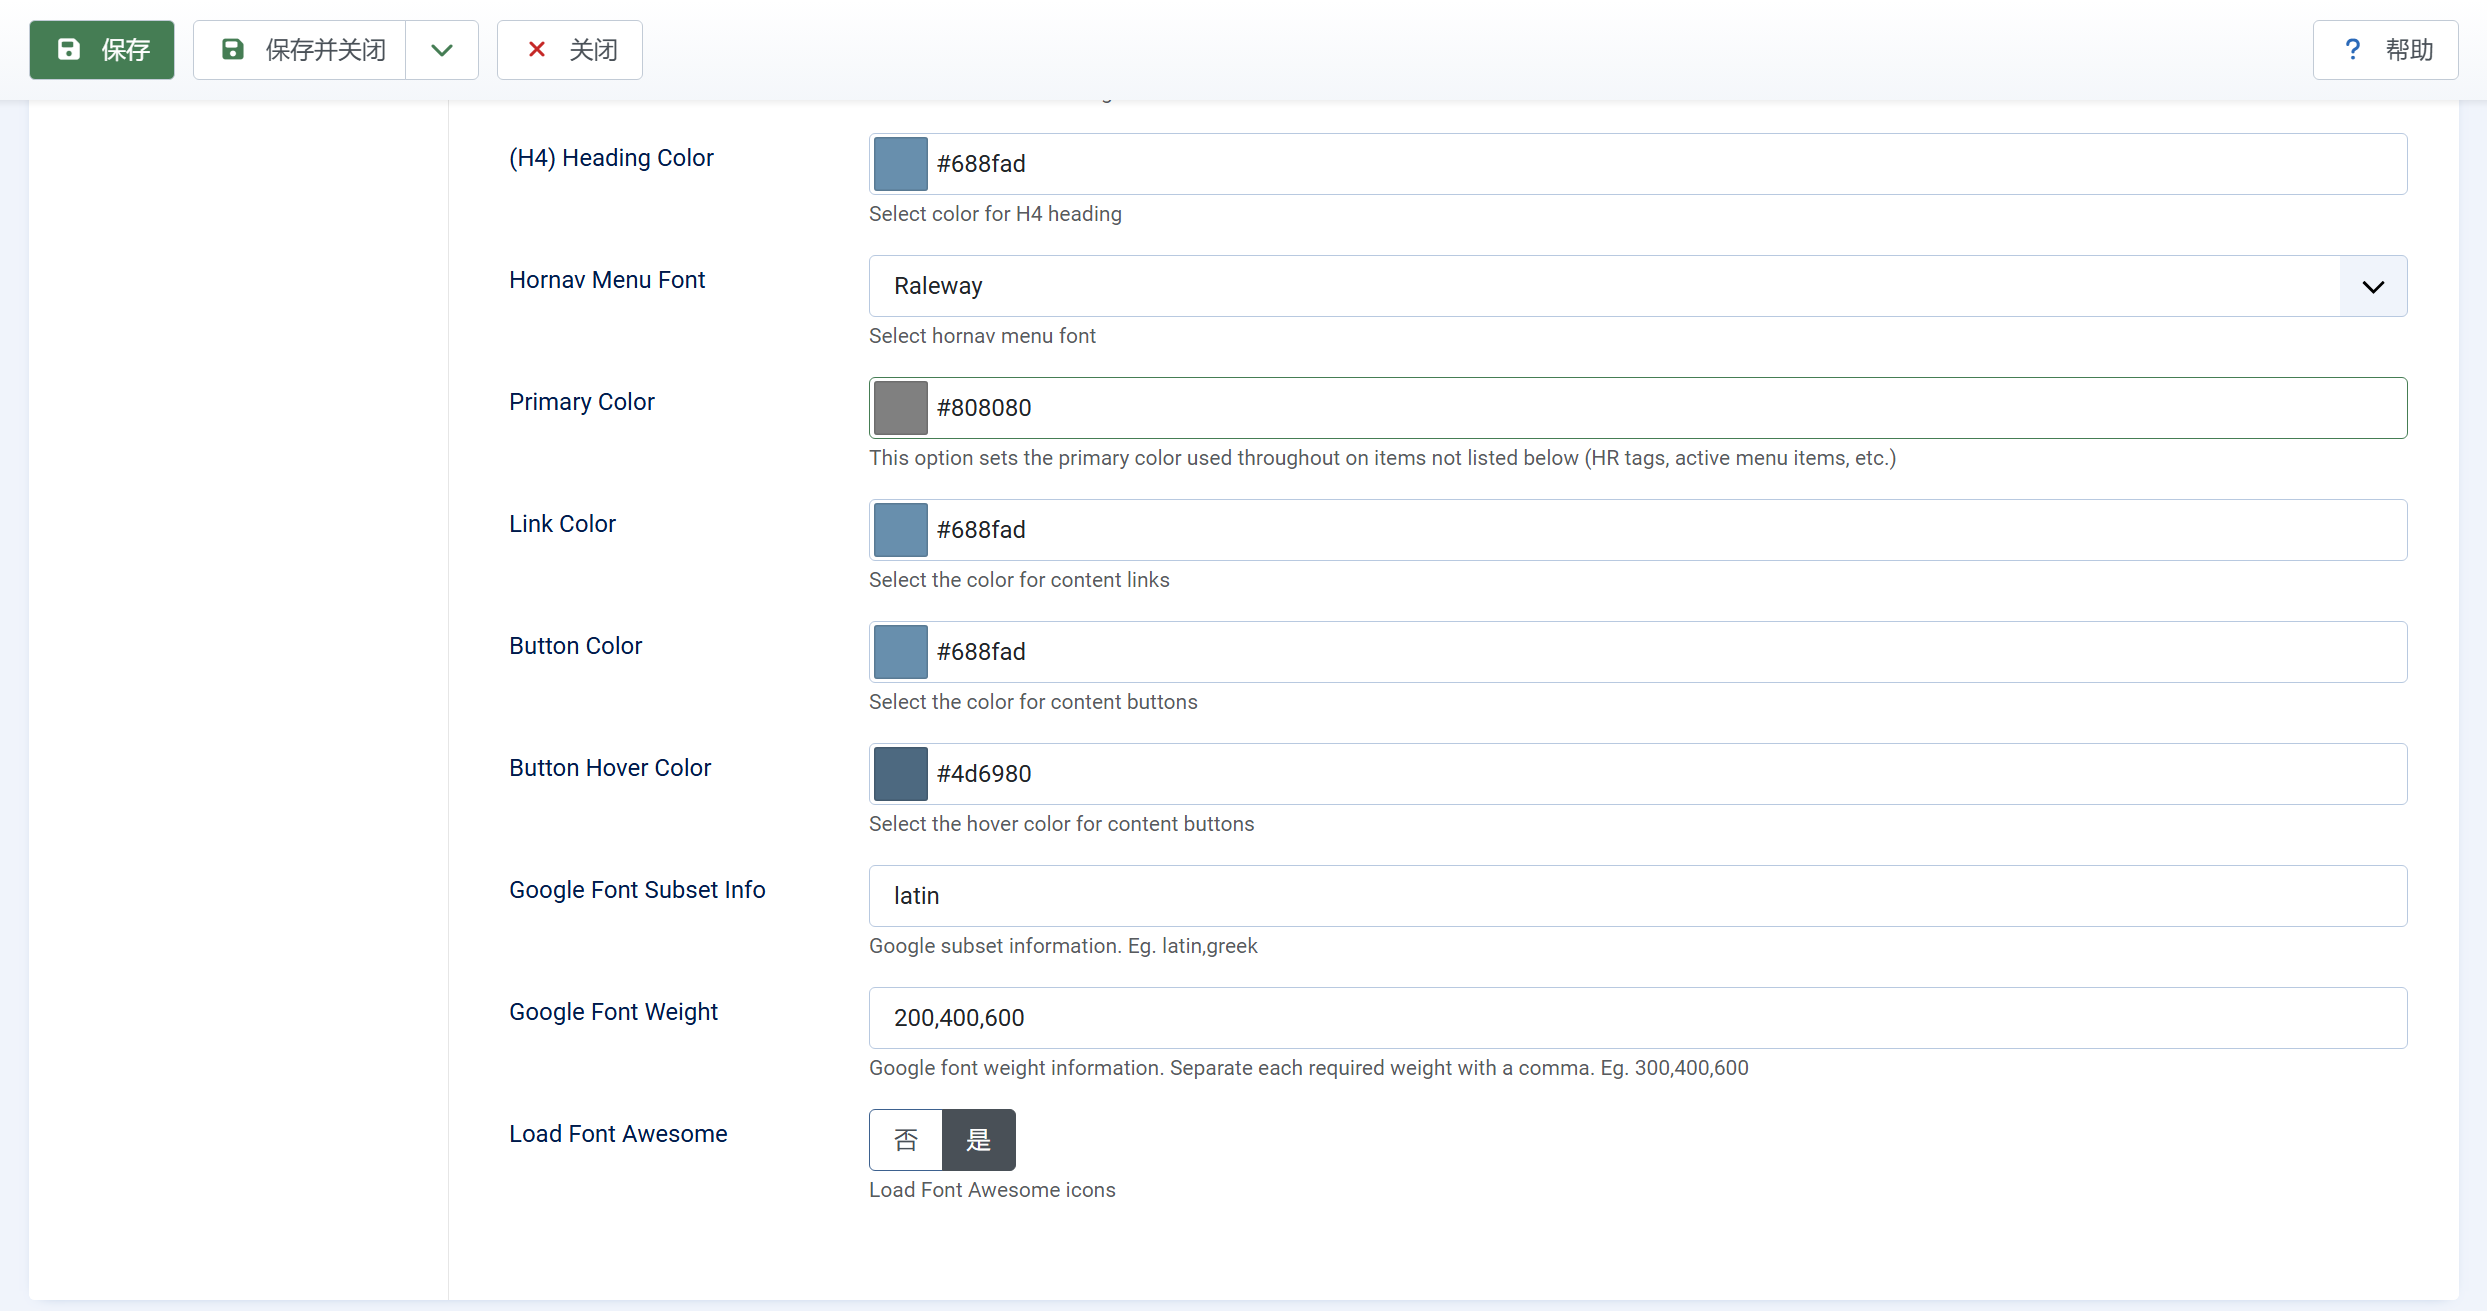 保存
保存并关闭
关闭
? 帮助
(H4) Heading Color
#688fad
Select color for H4 heading
Hornav Menu Font
Raleway
Select hornav menu font
Primary Color
#808080
This option sets the primary color used throughout on items not listed below (HR tags, active menu items, etc.)
Link Color
#688fad
Select the color for content links
Button Color
#688fad
Select the color for content buttons
Button Hover Color
#4d6980
Select the hover color for content buttons
Google Font Subset Info
latin
Google subset information. Eg. latin,greek
Google Font Weight
200,400,600
Google font weight information. Separate each required weight with a comma. Eg. 300,400,600
Load Font Awesome
否 是
Load Font Awesome icons